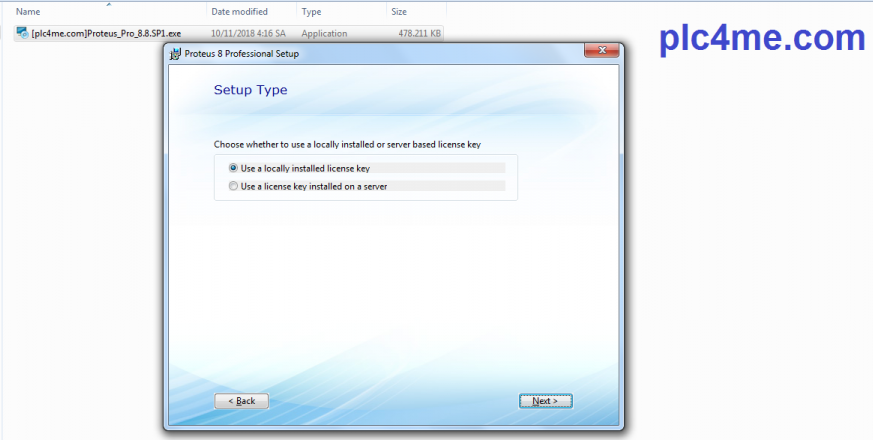 Name Date modified Type Size
[plc4me.com]Proteus_Pro_8.8.SP1.exe 10/11/2018 4:16 SA Application 478.211 KB
plc4me.com
Proteus 8 Professional Setup
Setup Type
Choose whether to use a locally installed or server based license key
Use a locally installed license key
Use a license key installed on a server
< Back Next >